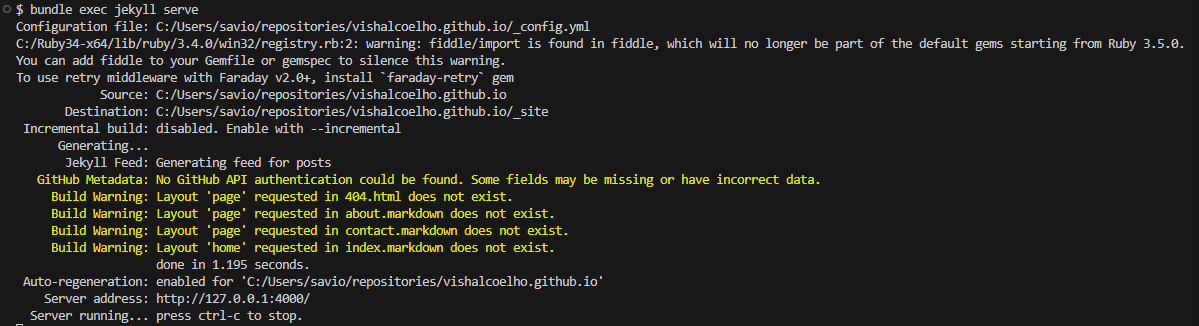 $ bundle exec jekyll serve
Configuration file: C:/Users/savio/repositories/vishalcoelho.github.io/_config.yml
C:/Ruby34-x64/lib/ruby/3.4.0/win32/registry.rb:2: warning: fiddle/import is found in fiddle, which will no longer be part of the default gems starting from Ruby 3.5.0.
You can add fiddle to your Gemfile or gemspec to silence this warning.
To use retry middleware with Faraday v2.0+, install `faraday-retry` gem
Source: C:/Users/savio/repositories/vishalcoelho.github.io
Destination: C:/Users/savio/repositories/vishalcoelho.github.io/_site
Incremental build: disabled. Enable with --incremental
Generating...
Jekyll Feed: Generating feed for posts
GitHub Metadata: No GitHub API authentication could be found. Some fields may be missing or have incorrect data.
Build Warning: Layout 'page' requested in 404.html does not exist.
Build Warning: Layout 'page' requested in about.markdown does not exist.
Build Warning: Layout 'page' requested in contact.markdown does not exist.
Build Warning: Layout 'home' requested in index.markdown does not exist.
done in 1.195 seconds.
Auto-regeneration: enabled for 'C:/Users/savio/repositories/vishalcoelho.github.io'
Server address: http://127.0.0.1:4000/
Server running... press ctrl-c to stop.